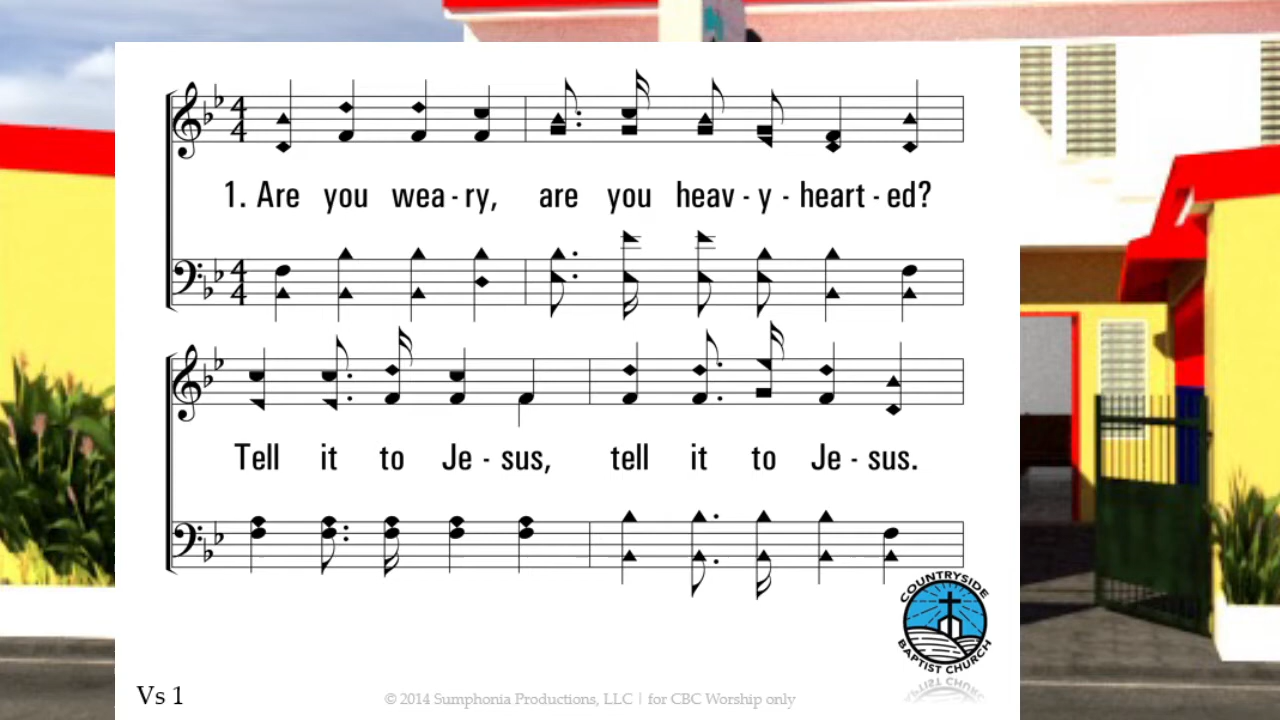 1. Are you wea - ry, are you heav - y - heart - ed?
Tell it to Je - sus, tell it to Je - sus.
COUNTRYSIDE
BAPTIST CHURCH
Vs 1
© 2014 Sumphonia Productions, LLC | for CBC Worship only